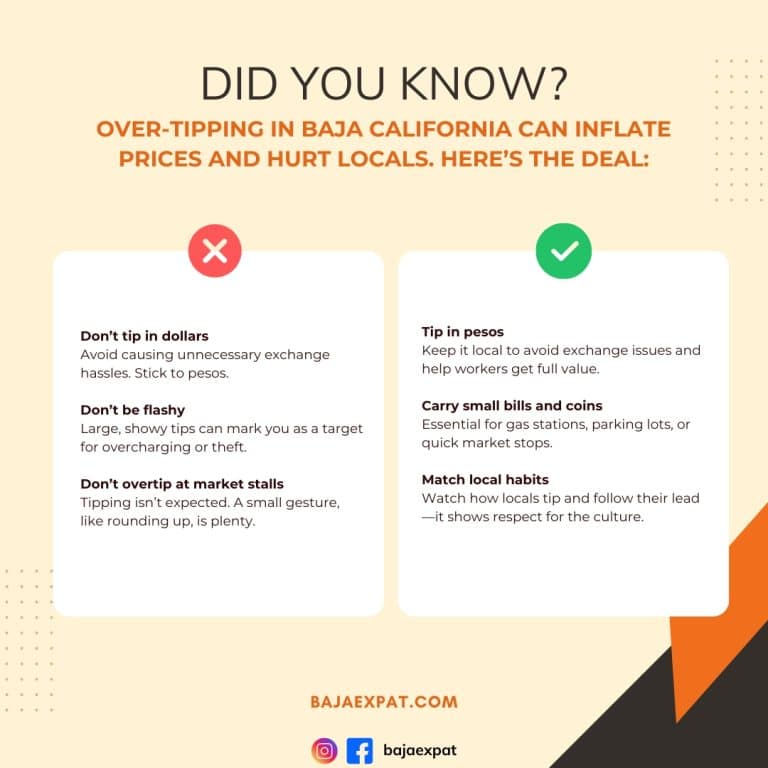 DID YOU KNOW?
OVER-TIPPING IN BAJA CALIFORNIA CAN INFLATE
PRICES AND HURT LOCALS. HERE’S THE DEAL:
Don’t tip in dollars
Avoid causing unnecessary exchange
hassles. Stick to pesos.
Don’t be flashy
Large, showy tips can mark you as a target
for overcharging or theft.
Don’t overtip at market stalls
Tipping isn’t expected. A small gesture,
like rounding up, is plenty.
Tip in pesos
Keep it local to avoid exchange issues and
help workers get full value.
Carry small bills and coins
Essential for gas stations, parking lots, or
quick market stops.
Match local habits
Watch how locals tip and follow their lead
—it shows respect for the culture.
BAJAEXPAT.COM
bajaexpat